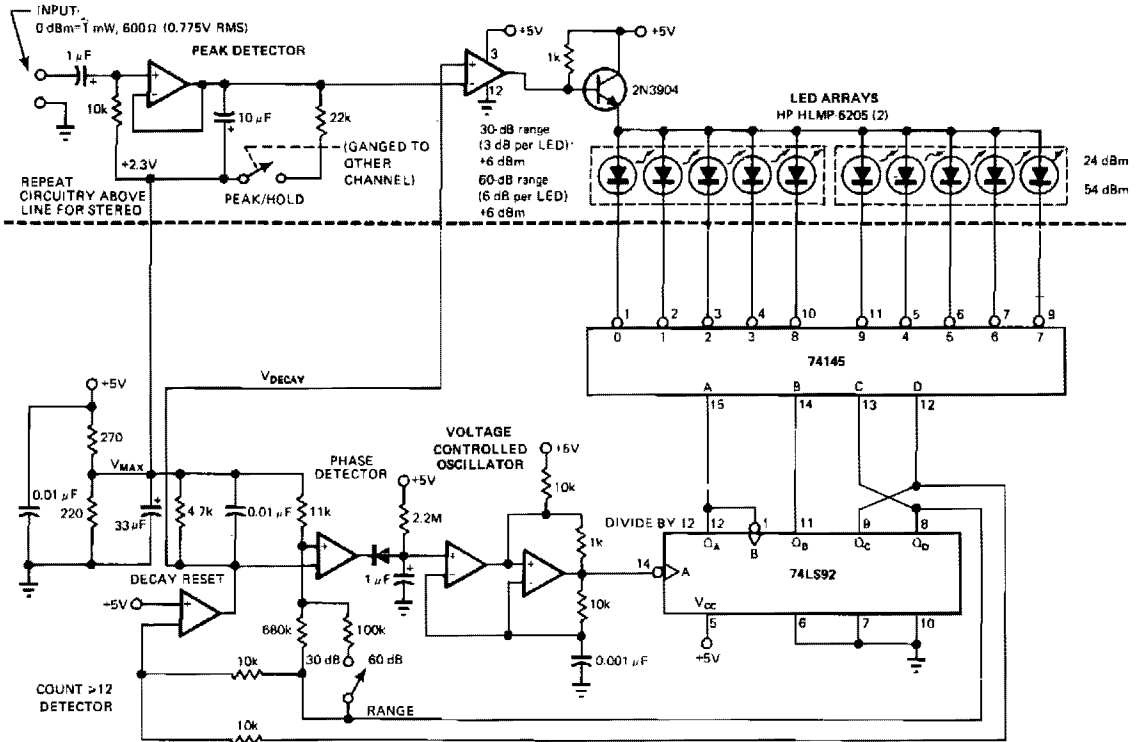 INPUT:
0 dBm=1 mW, 600Ω (0.775V RMS)
1 μF
PEAK DETECTOR
+
-
10k
10 μF
22k
+2.3V
(GANGED TO
OTHER
CHANNEL)
PEAK/HOLD
REPEAT
CIRCUITRY ABOVE
LINE FOR STEREO
+5V
3
12
1k
+5V
2N3904
30-dB range
(3 dB per LED):
+6 dBm
60-dB range
(6 dB per LED)
+6 dBm
LED ARRAYS
HP HLMP-6205 (2)
24 dBm
54 dBm
1 2 3 4 10 11 5 6 7 9
0 1 2 3 8 9 4 5 6 7
74145
A B C D
15 14 13 12
VDECAY
+5V
270
VMAX
0.01 μF
220
33 μF
4.7k
0.01 μF
11k
PHASE
DETECTOR
+5V
2.2M
1 μF
VOLTAGE
CONTROLLED
OSCILLATOR
+5V
10k
1k
10k
0.001 μF
DECAY RESET
+5V
680k
100k
30 dB
60 dB
10k
COUNT ≥12
DETECTOR
RANGE
10k
DIVIDE BY 12
12 1 11 9 8
QA B QB QC QD
14
A
74LS92
VCC
5 6 7 10
+5V